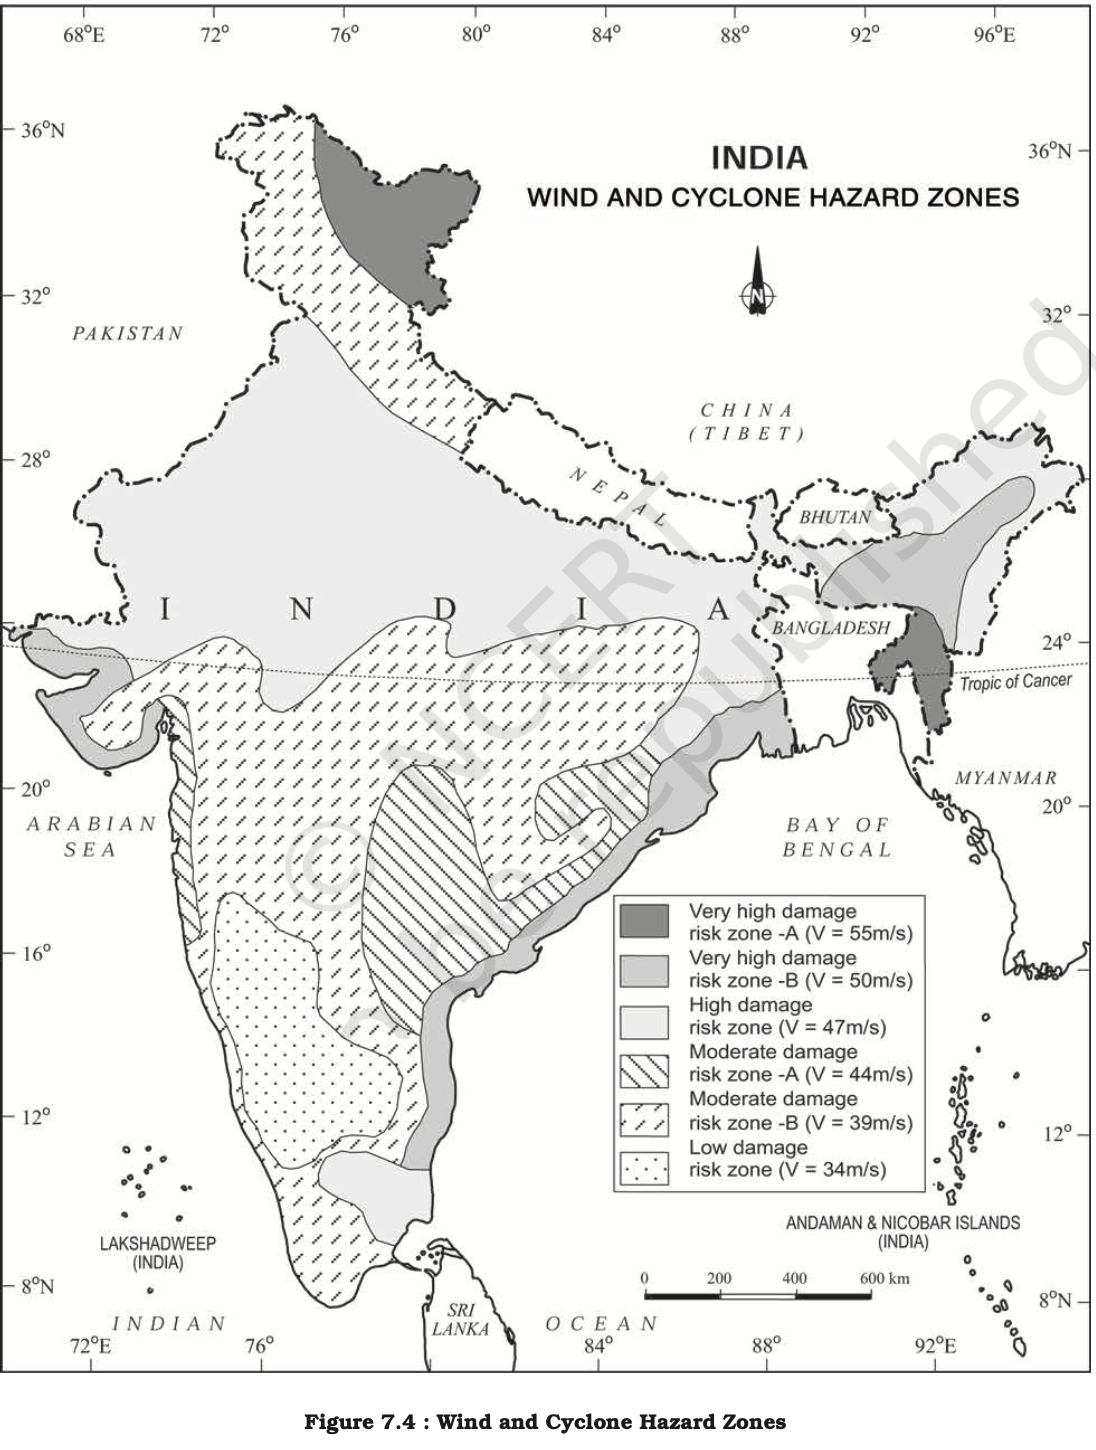 68°E 72° 76° 80° 84° 88° 92° 96°E
36°N
36°N
INDIA
WIND AND CYCLONE HAZARD ZONES
N
32°
32°
PAKISTAN
CHINA
(TIBET)
28°
NEPAL
BHUTAN
INDIA
BANGLADESH
24°
Tropic of Cancer
MYANMAR
20°
20°
ARABIAN
SEA
BAY OF
BENGAL
Very high damage
risk zone -A (V = 55m/s)
Very high damage
risk zone -B (V = 50m/s)
High damage
risk zone (V = 47m/s)
Moderate damage
risk zone -A (V = 44m/s)
Moderate damage
risk zone -B (V = 39m/s)
Low damage
risk zone (V = 34m/s)
16°
12°
12°
LAKSHADWEEP
(INDIA)
ANDAMAN & NICOBAR ISLANDS
(INDIA)
0 200 400 600 km
8°N
8°N
SRI
LANKA
INDIAN OCEAN
72°E 76° 84° 88° 92°E
© NCERT
not to be republished
Figure 7.4 : Wind and Cyclone Hazard Zones